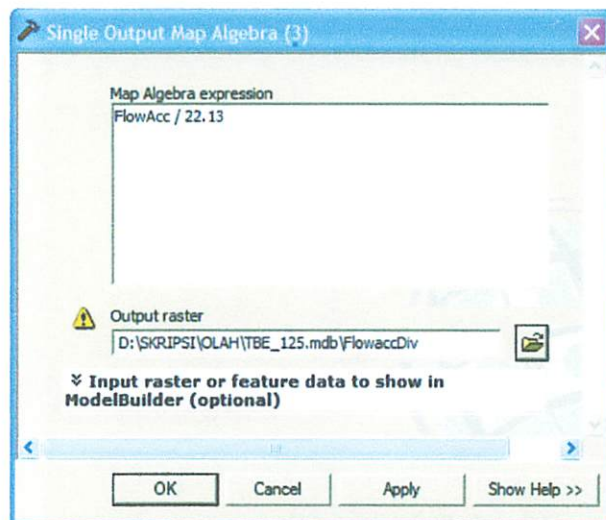 Single Output Map Algebra (3)
Map Algebra expression
FlowAcc / 22.13
Output raster
D:\SKRIPSI\OLAH\TBE_125.mdb\FlowaccDiv
Input raster or feature data to show in
ModelBuilder (optional)
OK Cancel Apply Show Help >>